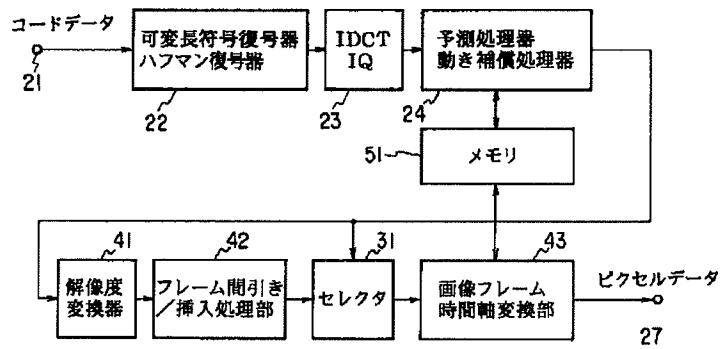 コードデータ
21
可変長符号復号器
ハフマン復号器
22
IDCT
IQ
23
予測処理器
動き補償処理器
24
51
メモリ
41
解像度
変換器
42
フレーム間引き
／挿入処理部
31
セレクタ
43
画像フレーム
時間軸変換部
ピクセルデータ
27